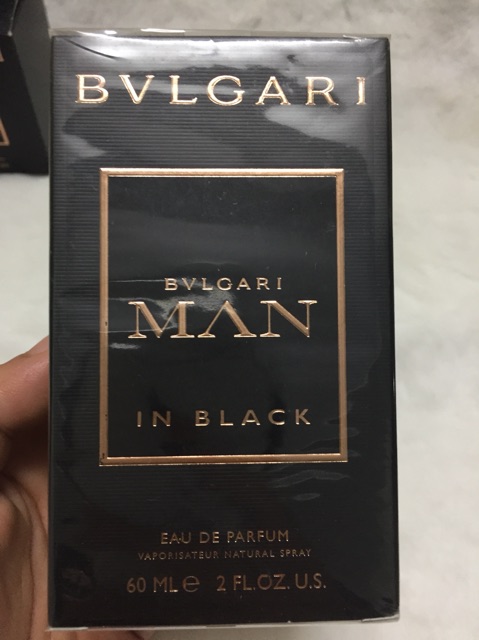 BVLGARI
BVLGARI
MAN
IN BLACK
EAU DE PARFUM
VAPORISATEUR NATURAL SPRAY
60 ML℮ 2 FL.OZ. U.S.